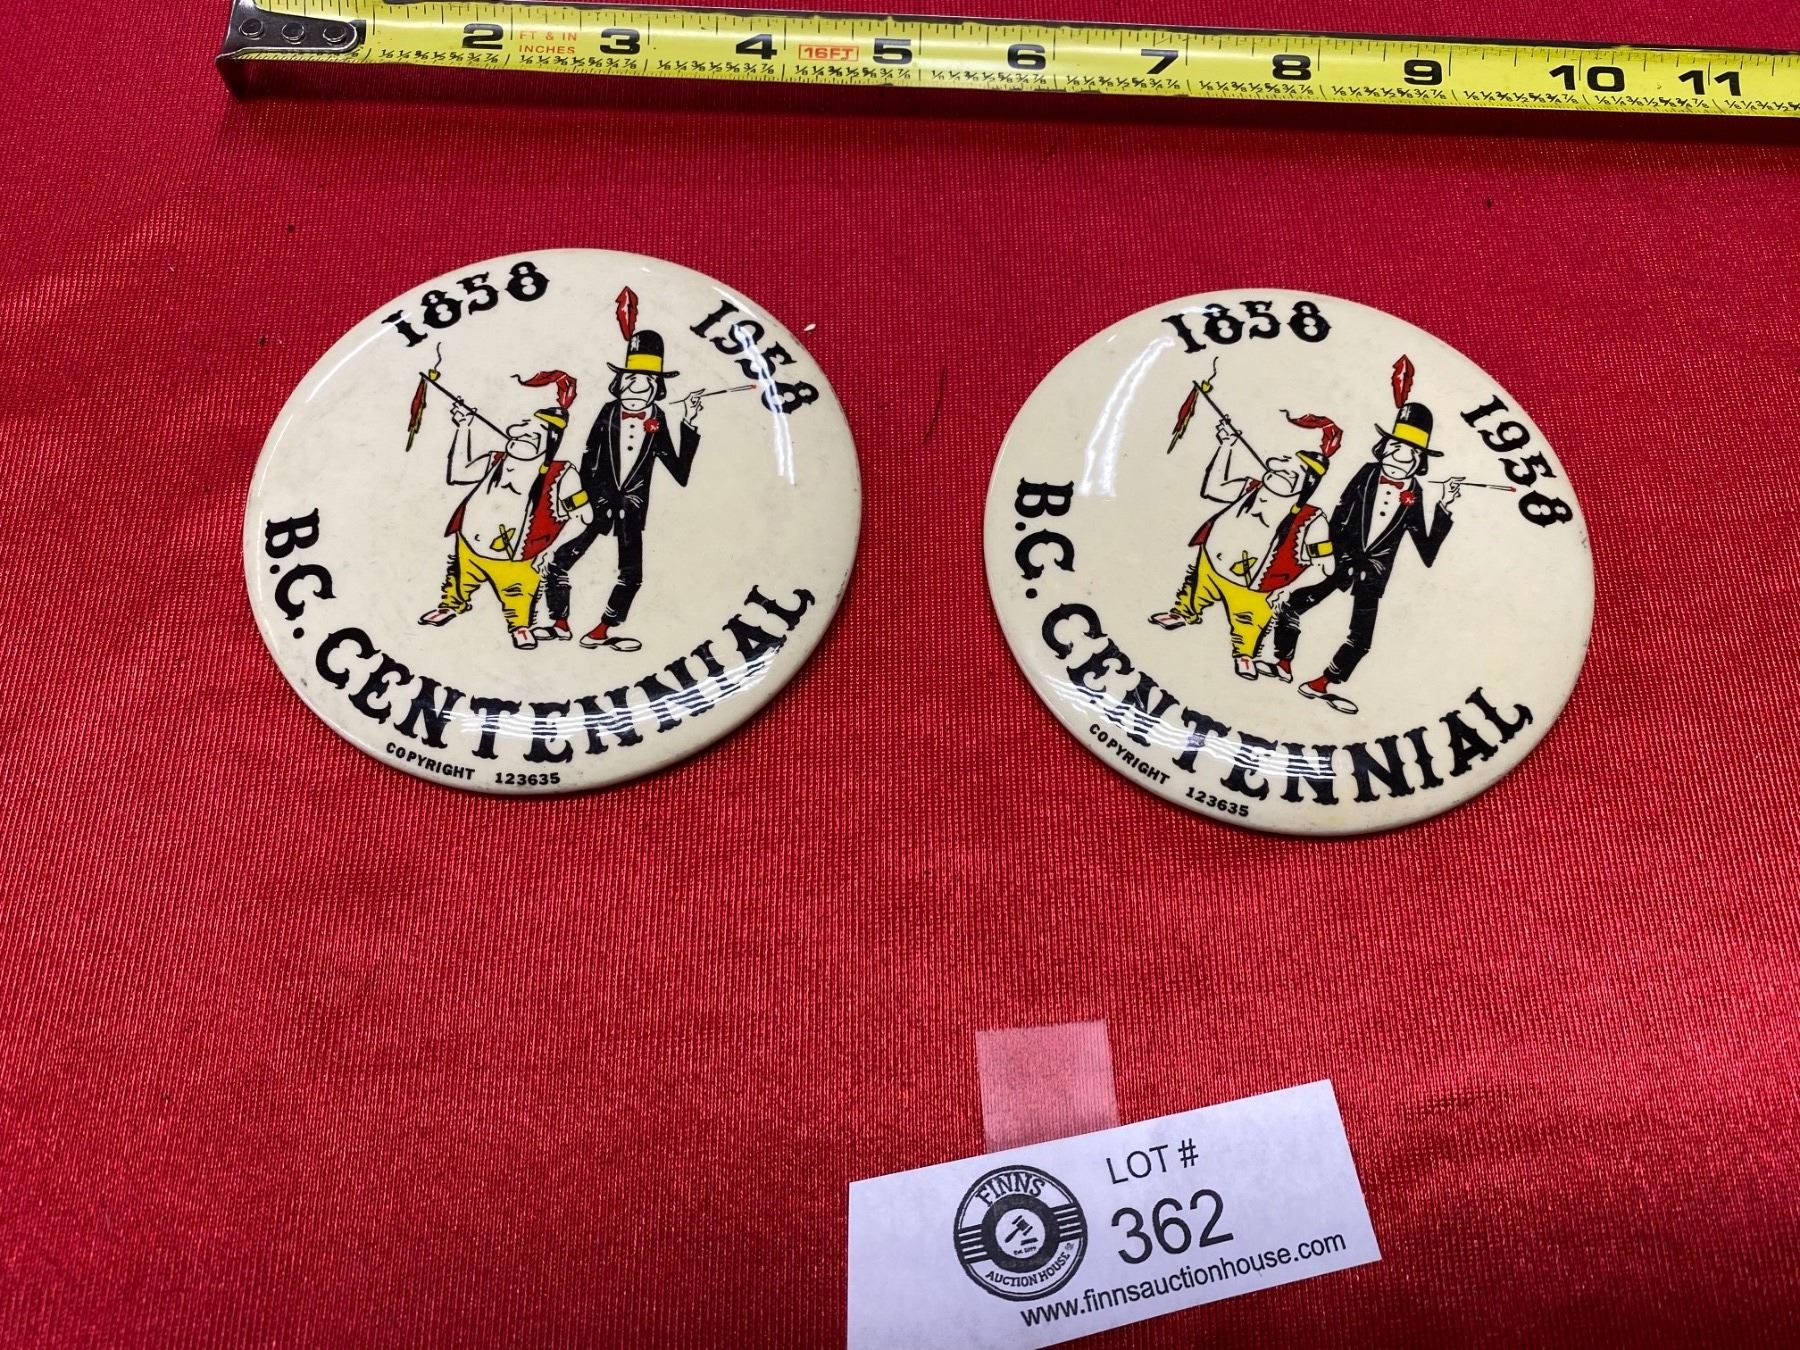 2 3 4 5 6 7 8 9 10 11
FT & IN
INCHES
16FT
1858
1958
B.C. CENTENNIAL
COPYRIGHT 123635
1858
1958
B.C. CENTENNIAL
COPYRIGHT 123635
FINNS
AUCTION HOUSE
LOT #
362
www.finnsauctionhouse.com